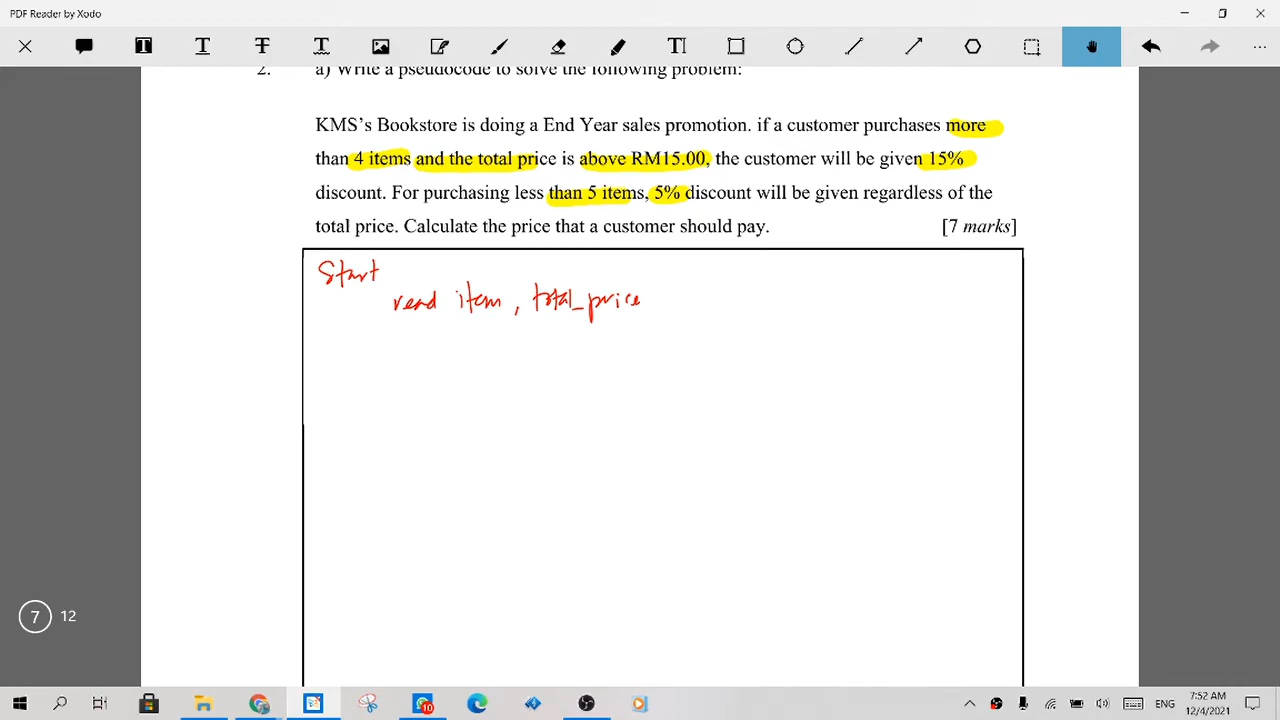 PDF Reader by Xodo
2. a) Write a pseudocode to solve the following problem:
KMS's Bookstore is doing a End Year sales promotion. if a customer purchases more
than 4 items and the total price is above RM15.00, the customer will be given 15%
discount. For purchasing less than 5 items, 5% discount will be given regardless of the
total price. Calculate the price that a customer should pay. [7 marks]
Start
read item, total_price
7 12
10
ENG
7:52 AM
12/4/2021